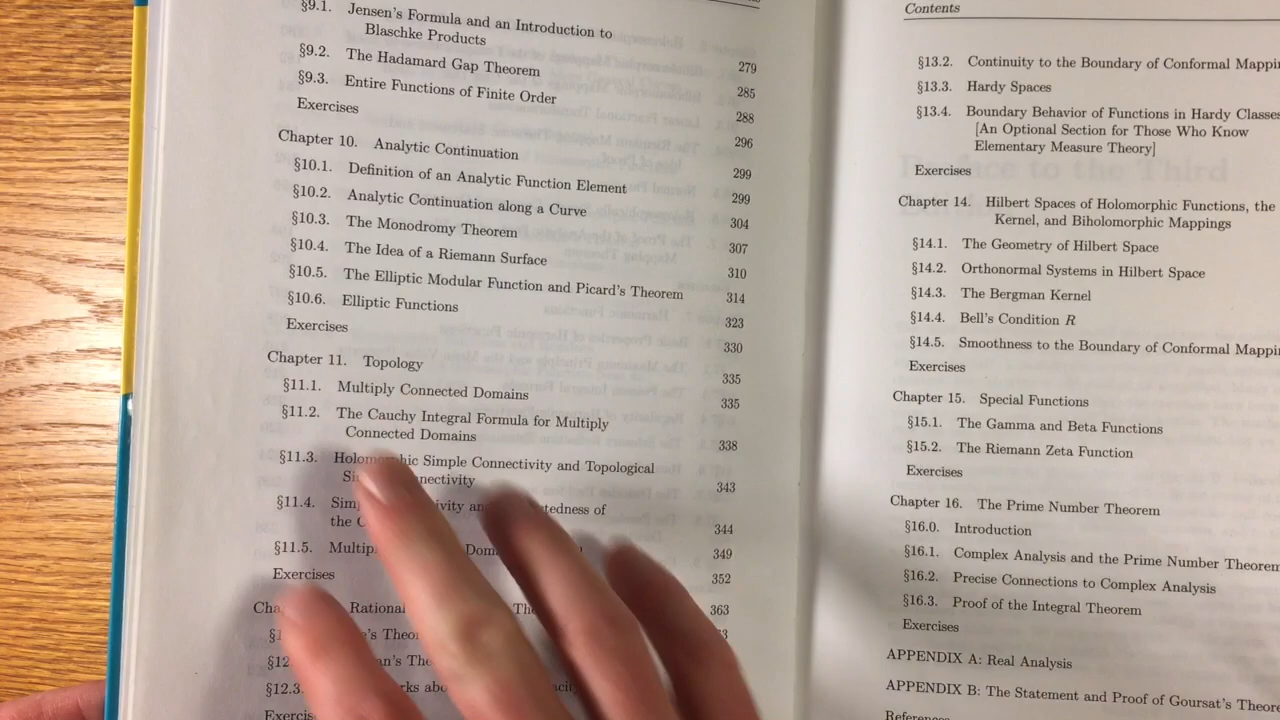 §9.1. Jensen's Formula and an Introduction to
Blaschke Products 279
§9.2. The Hadamard Gap Theorem 285
§9.3. Entire Functions of Finite Order 288
Exercises 296
Chapter 10. Analytic Continuation 299
§10.1. Definition of an Analytic Function Element 299
§10.2. Analytic Continuation along a Curve 304
§10.3. The Monodromy Theorem 307
§10.4. The Idea of a Riemann Surface 310
§10.5. The Elliptic Modular Function and Picard's Theorem 314
§10.6. Elliptic Functions 323
Exercises 330
Chapter 11. Topology 335
§11.1. Multiply Connected Domains 335
§11.2. The Cauchy Integral Formula for Multiply
Connected Domains 338
§11.3. Holomorphic Simple Connectivity and Topological
Connectivity 343
§11.4.
the 344
§11.5. 349
Exercises 352
Rational 363
§12.3.
Contents
§13.2. Continuity to the Boundary of Conformal
§13.3. Hardy Spaces
§13.4. Boundary Behavior of Functions in Hardy Classes
[An Optional Section for Those Who Know
Elementary Measure Theory]
Exercises
Chapter 14. Hilbert Spaces of Holomorphic Functions, the
Kernel, and Biholomorphic Mappings
§14.1. The Geometry of Hilbert Space
§14.2. Orthonormal Systems in Hilbert Space
§14.3. The Bergman Kernel
§14.4. Bell's Condition R
§14.5. Smoothness to the Boundary of Conformal
Exercises
Chapter 15. Special Functions
§15.1. The Gamma and Beta Functions
§15.2. The Riemann Zeta Function
Exercises
Chapter 16. The Prime Number Theorem
§16.0. Introduction
§16.1. Complex Analysis and the Prime Number Theorem
§16.2. Precise Connections to Complex Analysis
§16.3. Proof of the Integral Theorem
Exercises
APPENDIX A: Real Analysis
APPENDIX B: The Statement and Proof of Goursat's
References